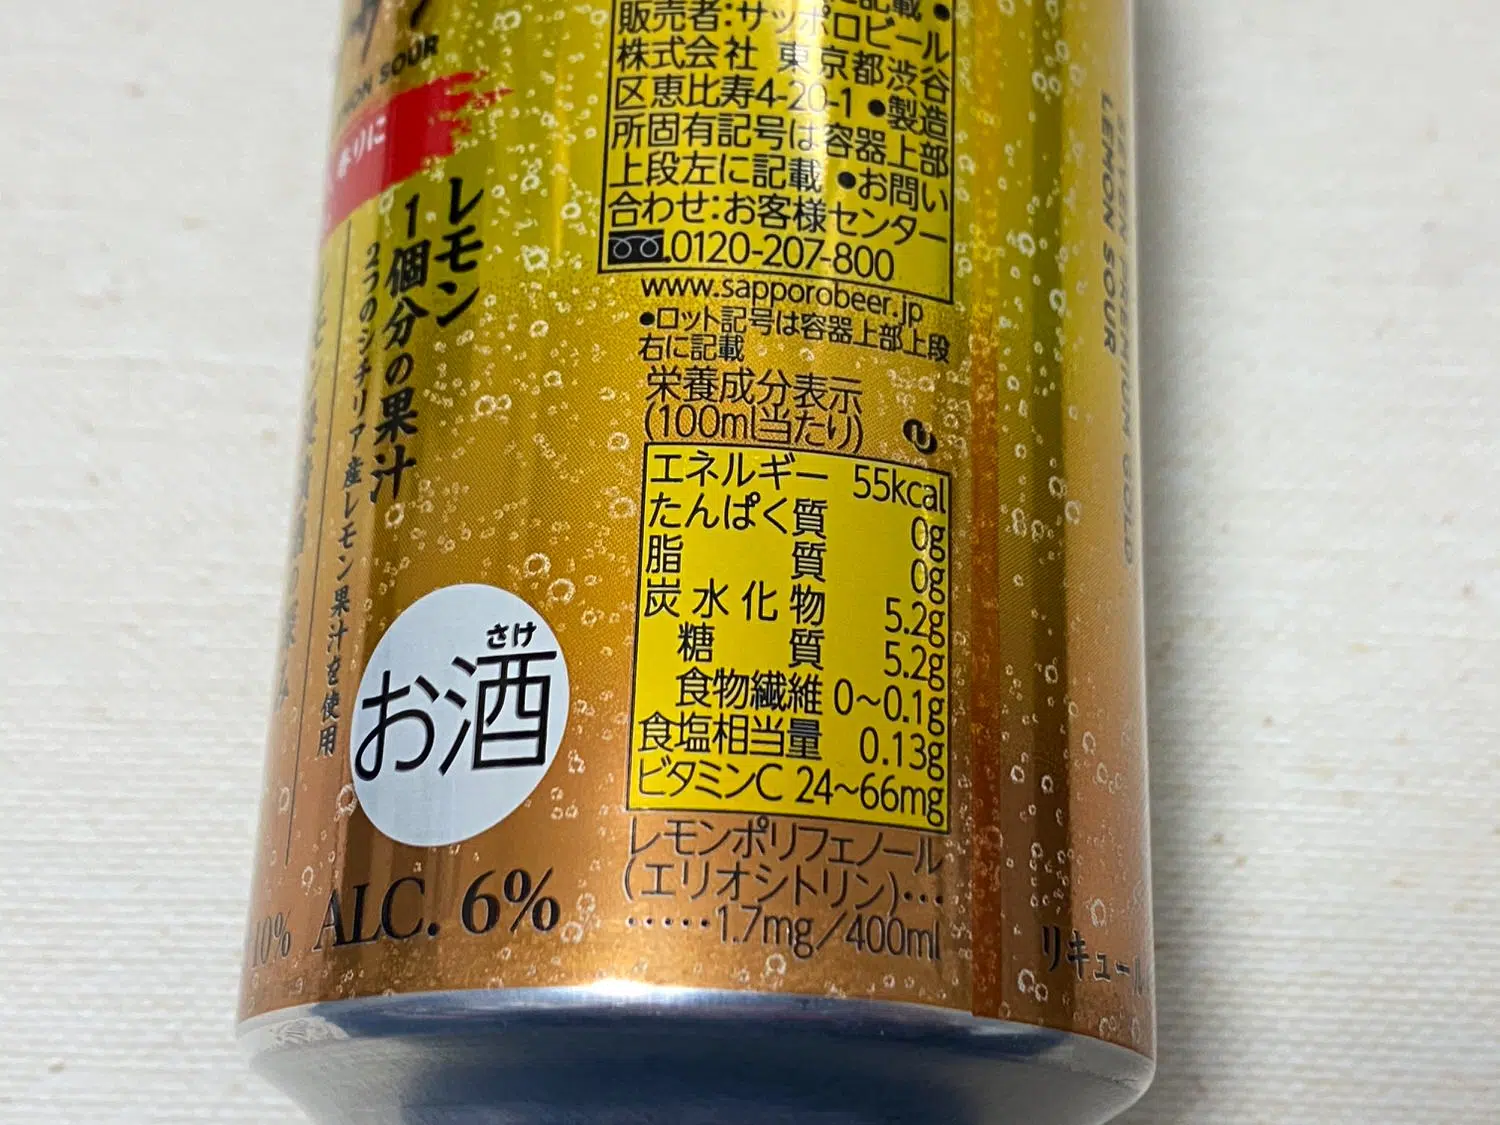 記載●
販売者:サッポロビール
株式会社 東京都渋谷
区恵比寿4-20-1 ●製造
所固有記号は容器上部
上段左に記載 ●お問い
合わせ:お客様センター
0120-207-800
www.sapporobeer.jp
●ロット記号は容器上部上段
右に記載
栄養成分表示
(100ml当たり)
エネルギー 55kcal
たんぱく質 0g
脂質 0g
炭水化物 5.2g
糖質 5.2g
食物繊維 0~0.1g
食塩相当量 0.13g
ビタミンC 24~66mg
レモンポリフェノール
(エリオシトリン)…
……1.7mg/400ml
SOUR
レモン
1個分の果汁
2つのシチリア産レモン果汁を使用
さけ
お酒
10%
ALC. 6%
LEMON SOUR
リキュール